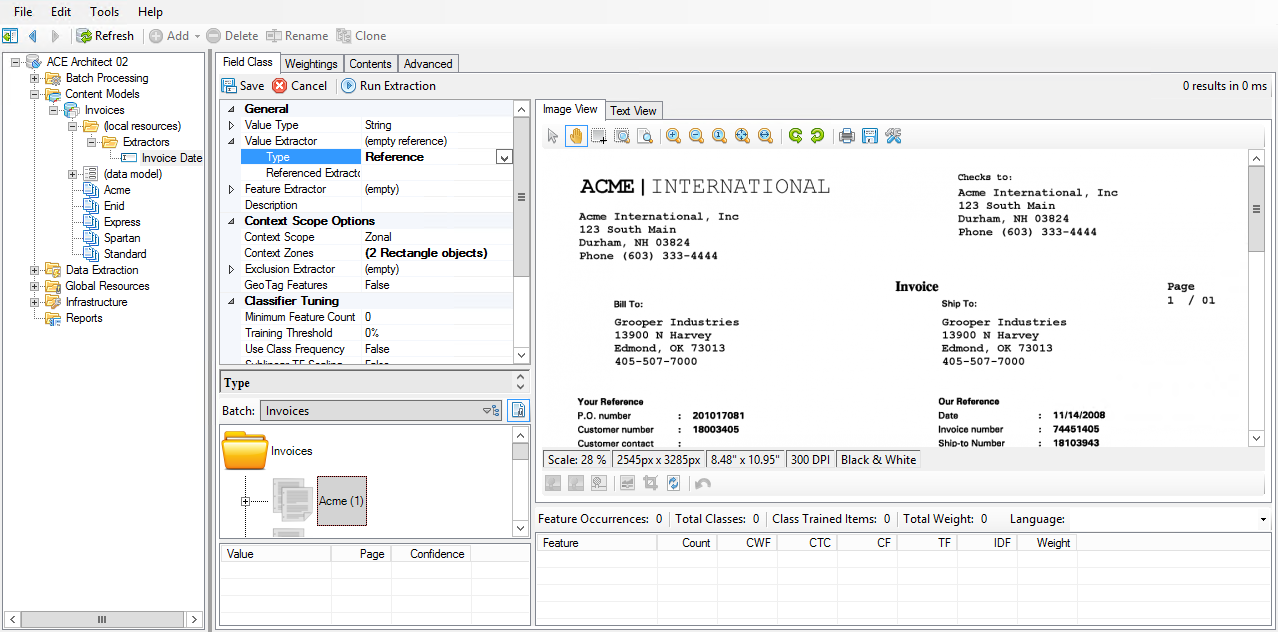 File Edit Tools Help
Refresh Add Delete Rename Clone
ACE Architect 02
Batch Processing
Content Models
Invoices
(local resources)
Extractors
Invoice Date
(data model)
Acme
Enid
Express
Spartan
Standard
Data Extraction
Global Resources
Infrastructure
Reports
Field Class Weightings Contents Advanced
Save Cancel Run Extraction 0 results in 0 ms
General
Value Type String
Value Extractor (empty reference)
Type Reference
Referenced Extracto
Feature Extractor (empty)
Description
Context Scope Options
Context Scope Zonal
Context Zones (2 Rectangle objects)
Exclusion Extractor (empty)
GeoTag Features False
Classifier Tuning
Minimum Feature Count 0
Training Threshold 0%
Use Class Frequency False
Type
Batch: Invoices
Invoices
Acme (1)
Value Page Confidence
Image View Text View
ACME | INTERNATIONAL
Acme International, Inc
123 South Main
Durham, NH 03824
Phone (603) 333-4444
Checks to:
Acme International, Inc
123 South Main
Durham, NH 03824
Phone (603) 333-4444
Invoice
Page
1 / 01
Bill To:
Grooper Industries
13900 N Harvey
Edmond, OK 73013
405-507-7000
Ship To:
Grooper Industries
13900 N Harvey
Edmond, OK 73013
405-507-7000
Your Reference
P.O. number : 201017081
Customer number : 18003405
Customer contact :
Our Reference
Date : 11/14/2008
Invoice number : 74451405
Ship-to Number : 18103943
Scale: 28 % 2545px x 3285px 8.48" x 10.95" 300 DPI Black & White
Feature Occurrences: 0 Total Classes: 0 Class Trained Items: 0 Total Weight: 0 Language:
Feature Count CWF CTC CF TF IDF Weight